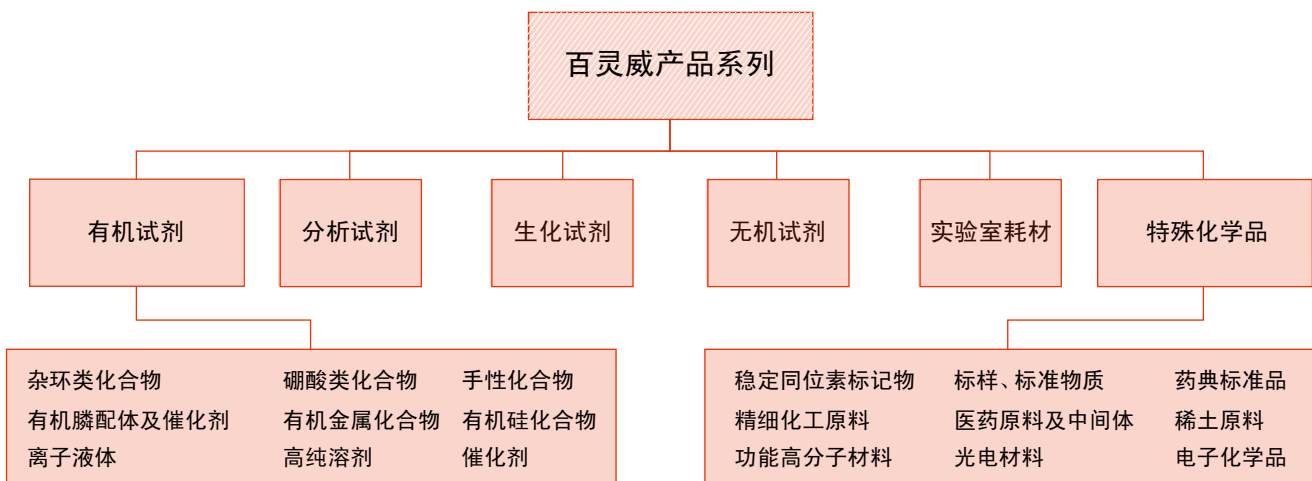 百灵威产品系列
有机试剂 分析试剂 生化试剂 无机试剂 实验室耗材 特殊化学品
杂环类化合物 硼酸类化合物 手性化合物
有机膦配体及催化剂 有机金属化合物 有机硅化合物
离子液体 高纯溶剂 催化剂
稳定同位素标记物 标样、标准物质 药典标准品
精细化工原料 医药原料及中间体 稀土原料
功能高分子材料 光电材料 电子化学品